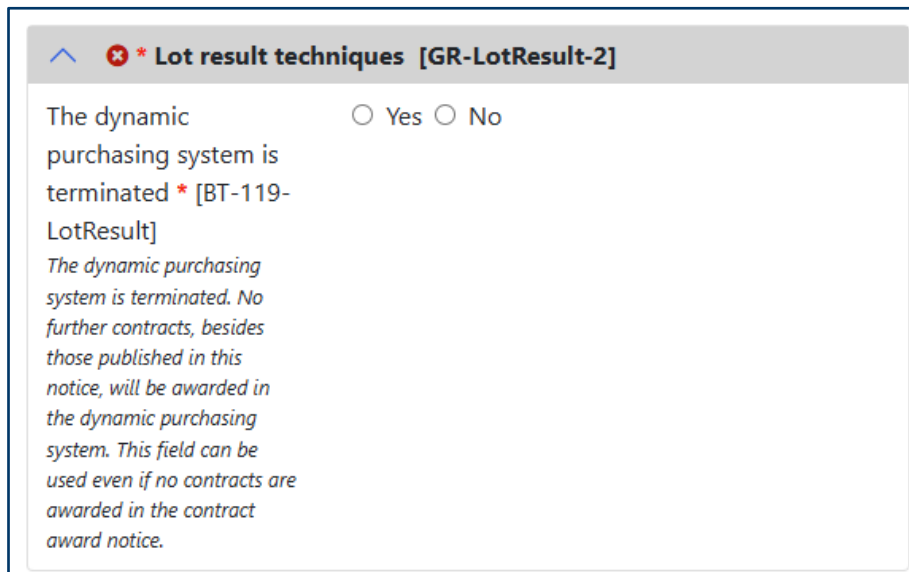 * Lot result techniques [GR-LotResult-2]
The dynamic
purchasing system is
terminated * [BT-119-
LotResult]
Yes No
The dynamic purchasing
system is terminated. No
further contracts, besides
those published in this
notice, will be awarded in
the dynamic purchasing
system. This field can be
used even if no contracts are
awarded in the contract
award notice.